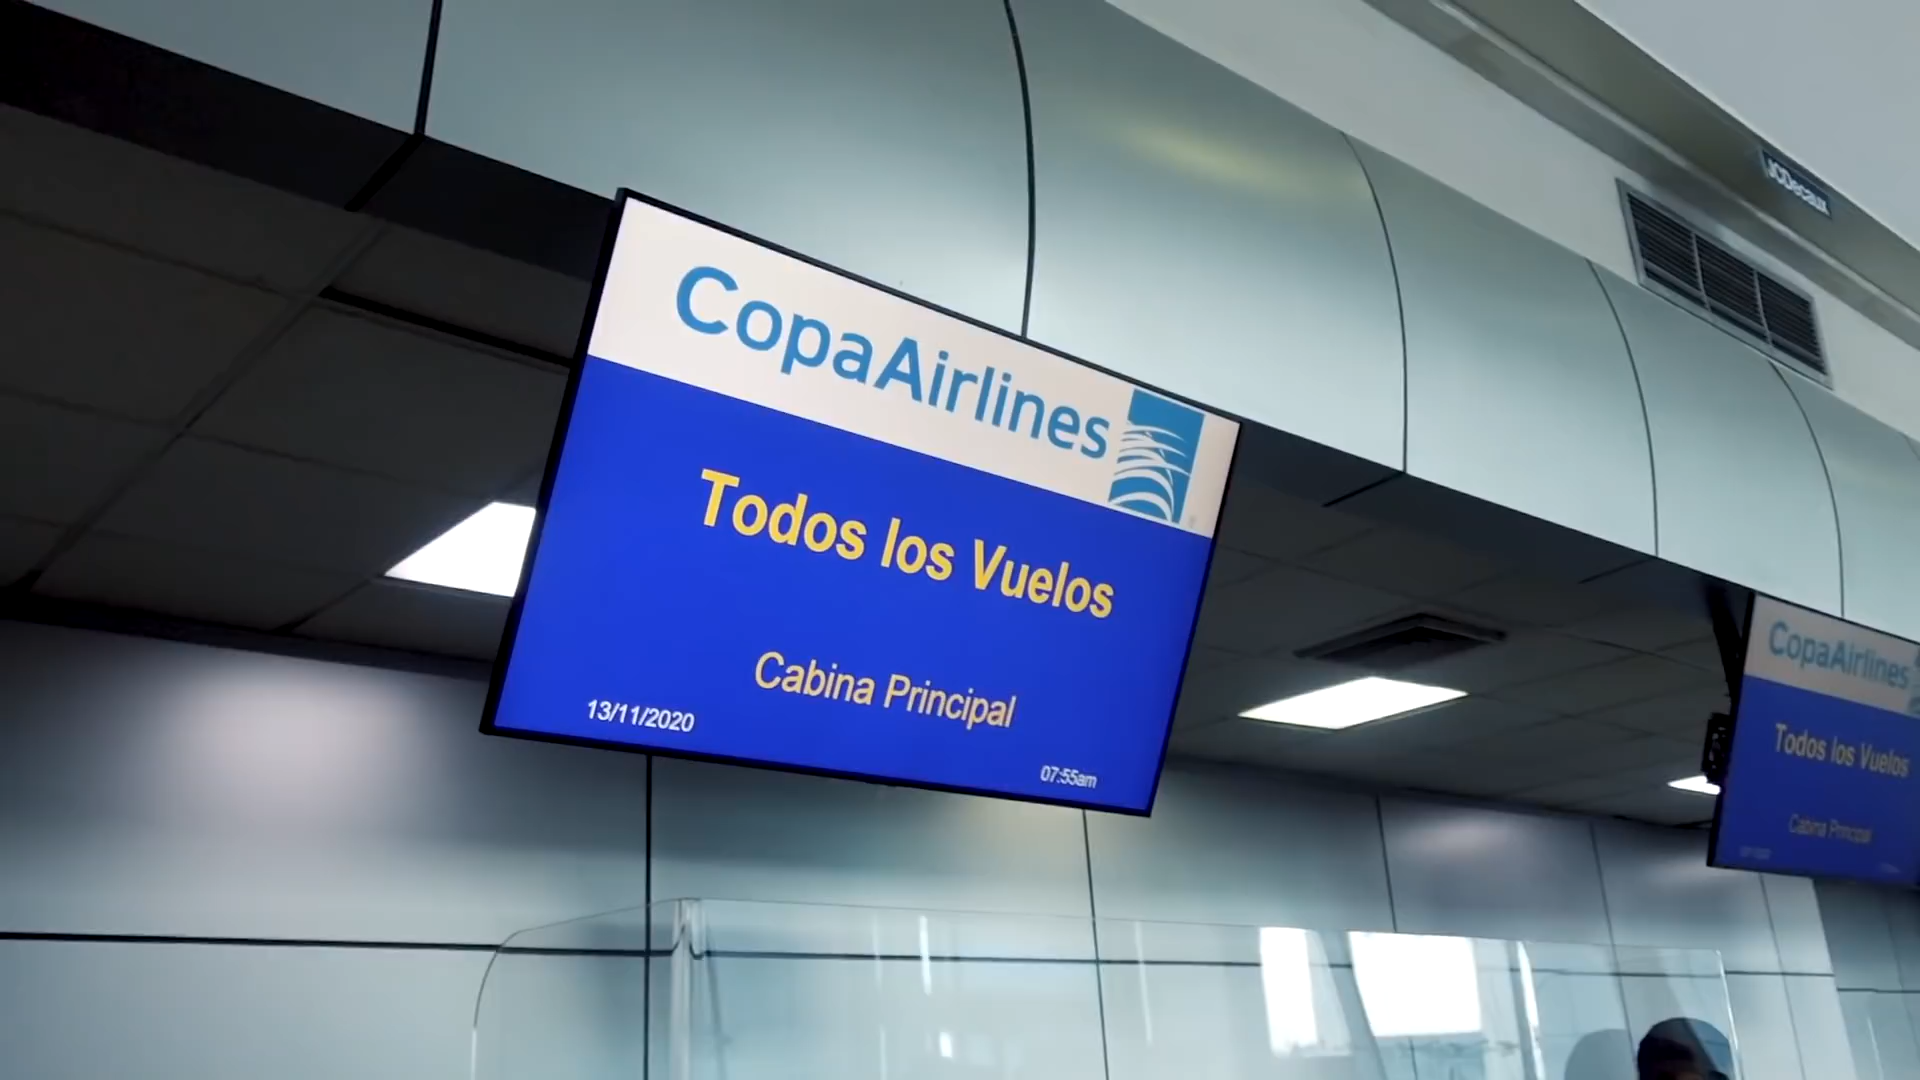 JCDecaux
CopaAirlines
Todos los Vuelos
Cabina Principal
13/11/2020
07:55am
CopaAirlines
Todos los Vuelos
Cabina Principal